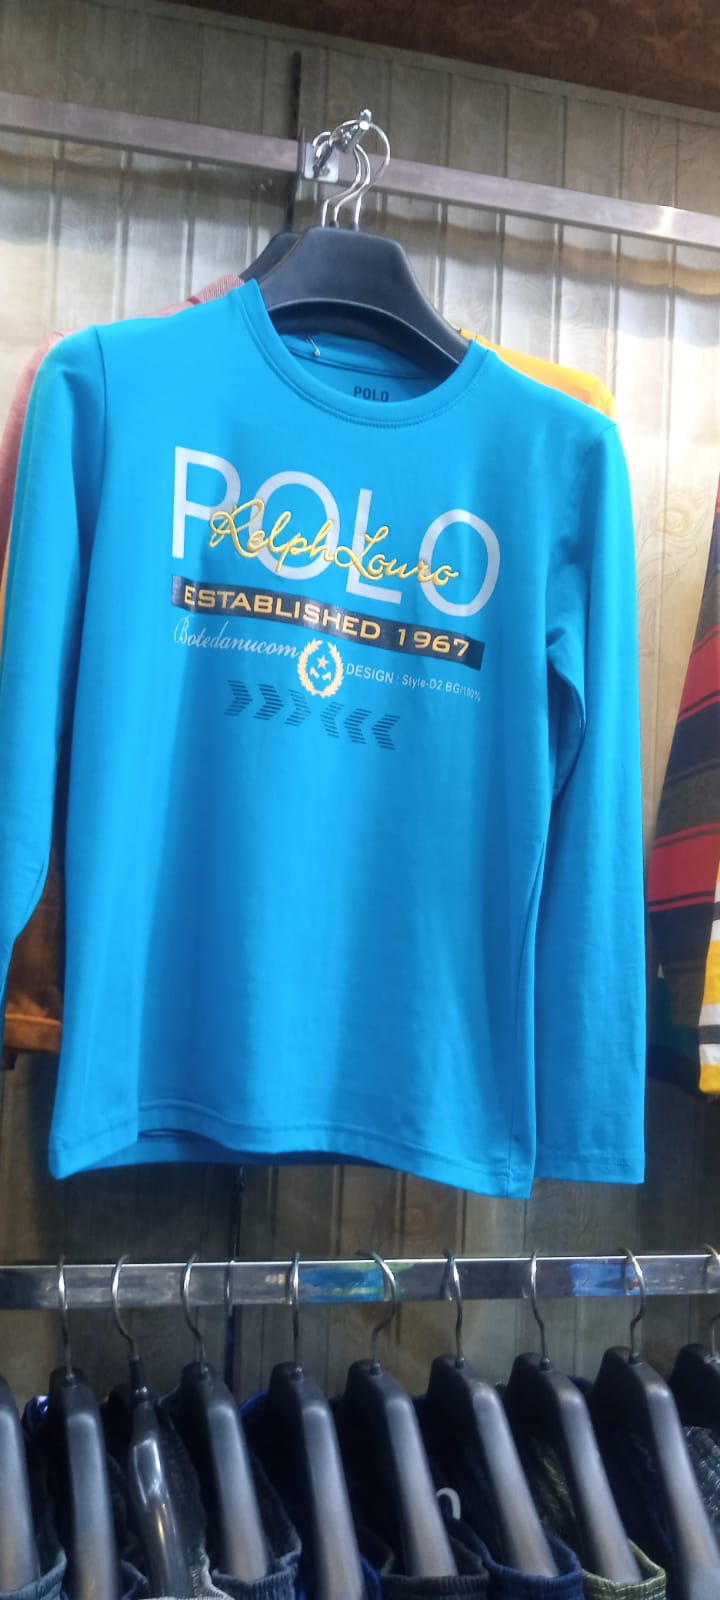 POLO
POLO
Relph Louro
ESTABLISHED 1967
Botedanucom
DESIGN : Style-D2.BG/100%